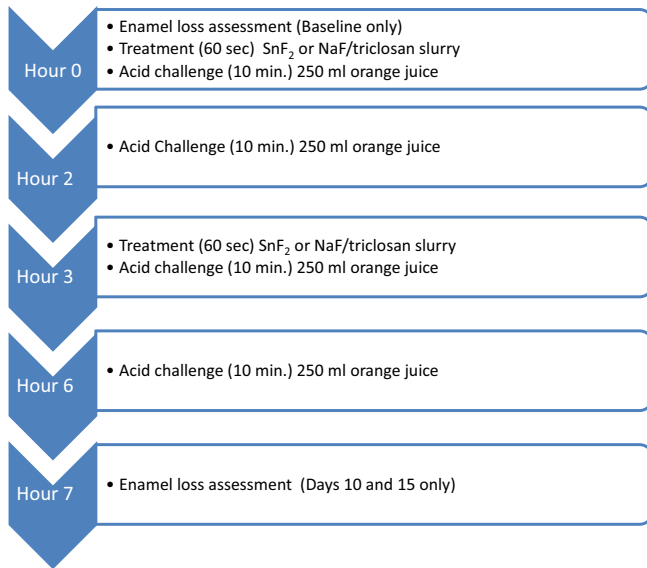 Hour 0
• Enamel loss assessment (Baseline only)
• Treatment (60 sec)  SnF₂ or NaF/triclosan slurry
• Acid challenge (10 min.) 250 ml orange juice
Hour 2
• Acid Challenge (10 min.) 250 ml orange juice
Hour 3
• Treatment (60 sec) SnF₂ or NaF/triclosan slurry
• Acid challenge (10 min.) 250 ml orange juice
Hour 6
• Acid challenge (10 min.) 250 ml orange juice
Hour 7
• Enamel loss assessment  (Days 10 and 15 only)